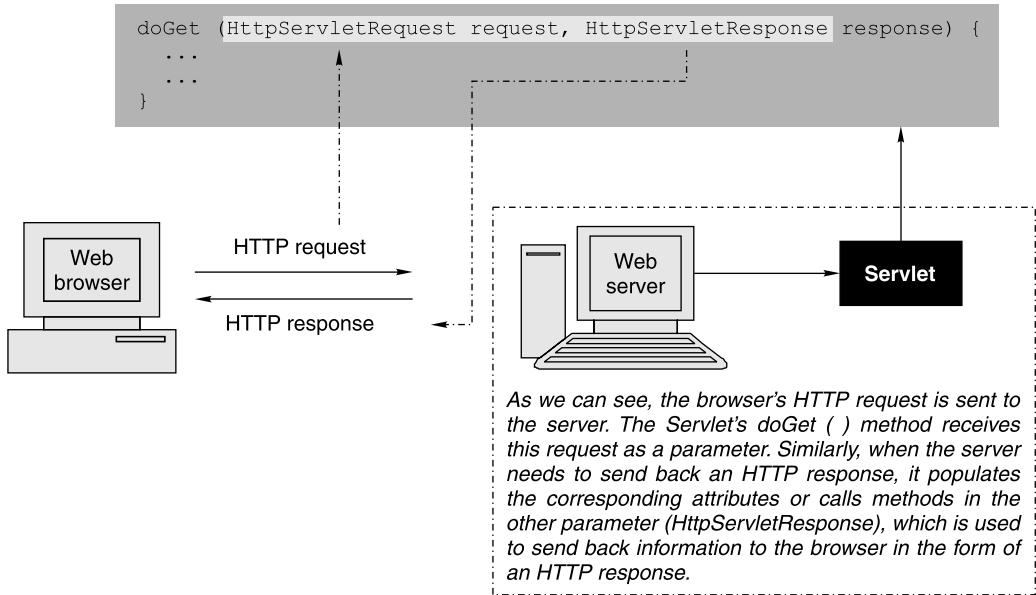 doGet (HttpServletRequest request, HttpServletResponse response) {
...
...
}
Web
browser
HTTP request
HTTP response
Web
server
Servlet
As we can see, the browser's HTTP request is sent to
the server. The Servlet's doGet ( ) method receives
this request as a parameter. Similarly, when the server
needs to send back an HTTP response, it populates
the corresponding attributes or calls methods in the
other parameter (HttpServletResponse), which is used
to send back information to the browser in the form of
an HTTP response.